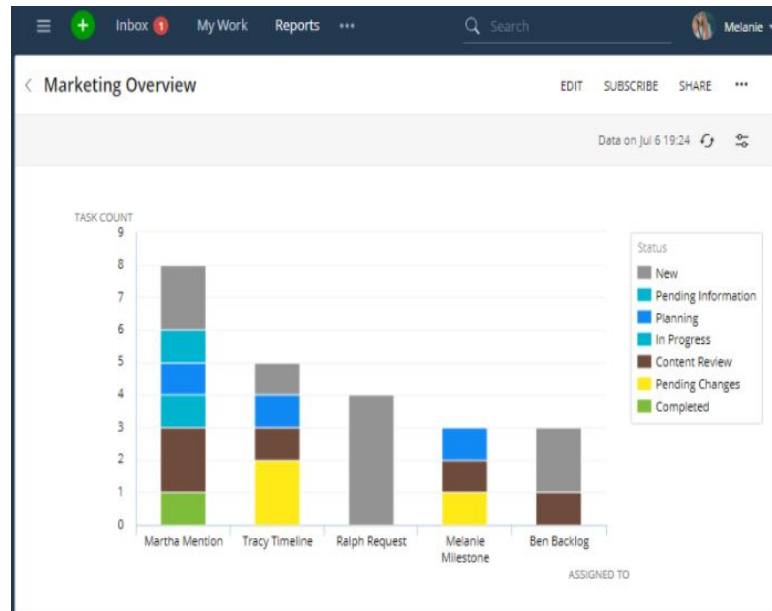 Inbox 1 My Work Reports ••• Search Melanie
Marketing Overview EDIT SUBSCRIBE SHARE •••
Data on Jul 6 19:24
TASK COUNT
9
8
7
6
5
4
3
2
1
0
Martha Mention Tracy Timeline Ralph Request Melanie Milestone Ben Backlog
ASSIGNED TO
Status
New
Pending Information
Planning
In Progress
Content Review
Pending Changes
Completed